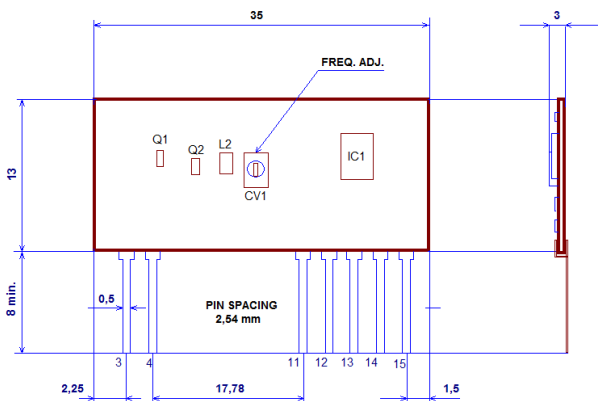 35
3
FREQ. ADJ.
Q1
Q2
L2
IC1
CV1
13
8 min.
0,5
PIN SPACING
2,54 mm
3
4
11
12
13
14
15
2,25
17,78
1,5